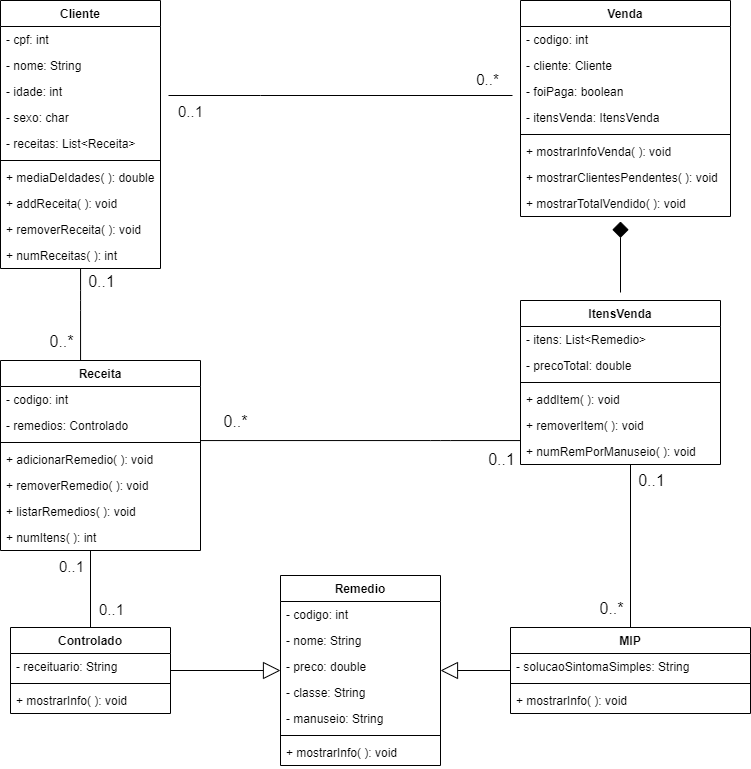 Cliente
- cpf: int
- nome: String
- idade: int
- sexo: char
- receitas: List<Receita>
+ mediaDeIdades( ): double
+ addReceita( ): void
+ removerReceita( ): void
+ numReceitas( ): int
Venda
- codigo: int
- cliente: Cliente
- foiPaga: boolean
- itensVenda: ItensVenda
+ mostrarInfoVenda( ): void
+ mostrarClientesPendentes( ): void
+ mostrarTotalVendido( ): void
0..1
0..*
0..1
0..*
ItensVenda
- itens: List<Remedio>
- precoTotal: double
+ addItem( ): void
+ removerItem( ): void
+ numRemPorManuseio( ): void
Receita
- codigo: int
- remedios: Controlado
+ adicionarRemedio( ): void
+ removerRemedio( ): void
+ listarRemedios( ): void
+ numItens( ): int
0..*
0..1
0..1
0..*
0..1
0..1
Remedio
- codigo: int
- nome: String
- preco: double
- classe: String
- manuseio: String
+ mostrarInfo( ): void
Controlado
- receituario: String
+ mostrarInfo( ): void
MIP
- solucaoSintomaSimples: String
+ mostrarInfo( ): void